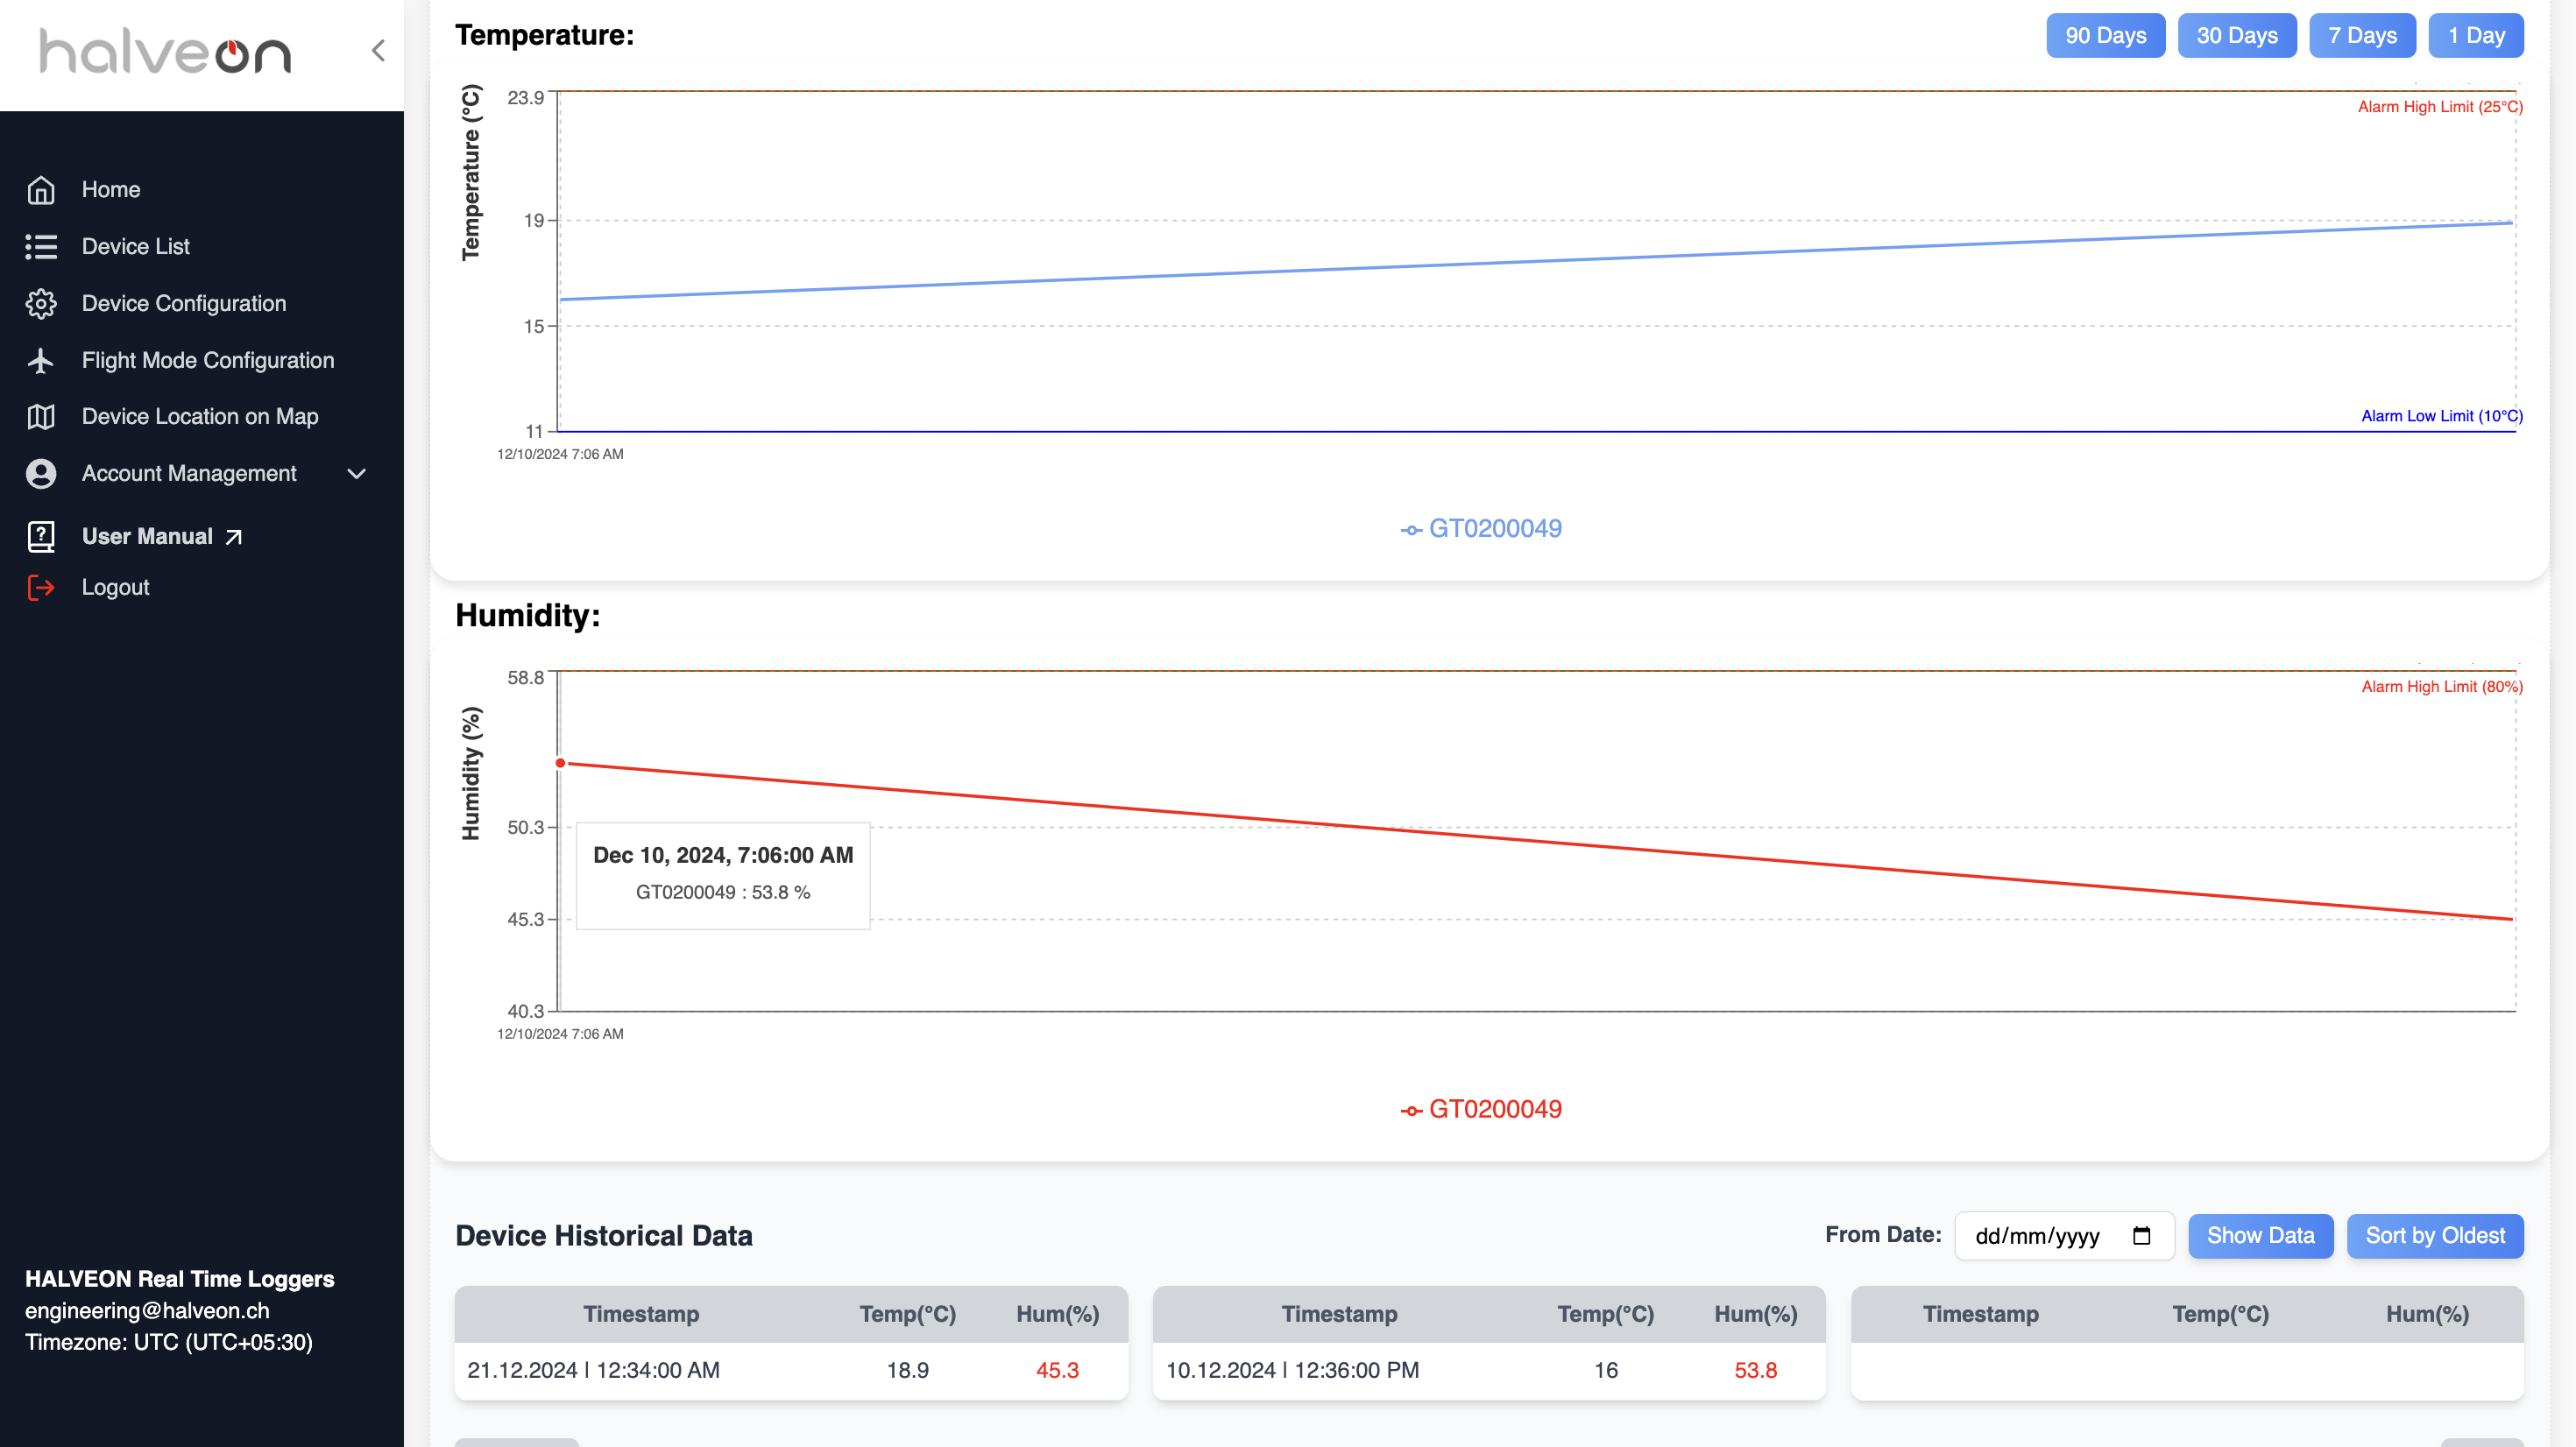 halveon
Home
Device List
Device Configuration
Flight Mode Configuration
Device Location on Map
Account Management
User Manual
Logout
HALVEON Real Time Loggers
engineering@halveon.ch
Timezone: UTC (UTC+05:30)
Temperature:
90 Days
30 Days
7 Days
1 Day
Temperature (°C)
23.9
19
15
11
Alarm High Limit (25°C)
Alarm Low Limit (10°C)
12/10/2024 7:06 AM
GT0200049
Humidity:
Humidity (%)
58.8
50.3
45.3
40.3
Alarm High Limit (80%)
Dec 10, 2024, 7:06:00 AM
GT0200049 : 53.8 %
12/10/2024 7:06 AM
GT0200049
Device Historical Data
From Date: dd/mm/yyyy
Show Data
Sort by Oldest
Timestamp Temp(°C) Hum(%)
21.12.2024 | 12:34:00 AM 18.9 45.3
Timestamp Temp(°C) Hum(%)
10.12.2024 | 12:36:00 PM 16 53.8
Timestamp Temp(°C) Hum(%)